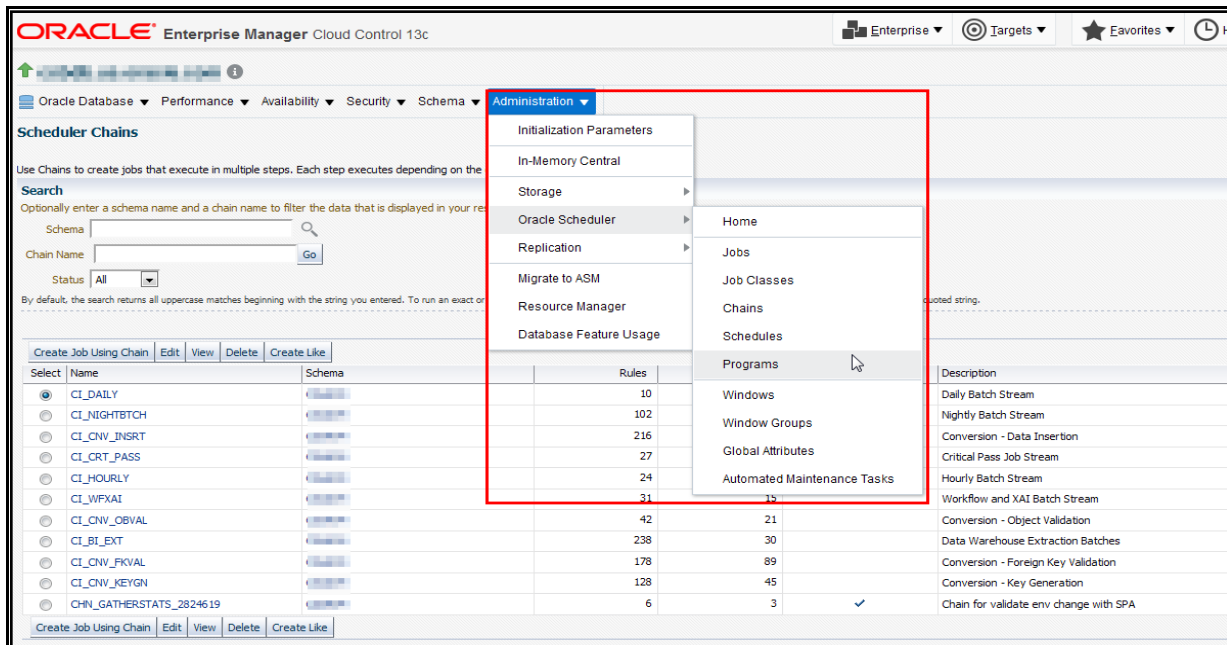 ORACLE Enterprise Manager Cloud Control 13c Enterprise Targets Favorites H
Oracle Database Performance Availability Security Schema Administration
Scheduler Chains
Use Chains to create jobs that execute in multiple steps. Each step executes depending on the
Search
Optionally enter a schema name and a chain name to filter the data that is displayed in your
Schema
Chain Name Go
Status All
By default, the search returns all uppercase matches beginning with the string you entered. To run an exact or
quoted string.
Initialization Parameters
In-Memory Central
Storage
Oracle Scheduler
Replication
Migrate to ASM
Resource Manager
Database Feature Usage
Home
Jobs
Job Classes
Chains
Schedules
Programs
Windows
Window Groups
Global Attributes
Automated Maintenance Tasks
Create Job Using Chain Edit View Delete Create Like
Select Name Schema Rules Description
CI_DAILY 10 Daily Batch Stream
CI_NIGHTBTCH 102 Nightly Batch Stream
CI_CNV_INSRT 216 Conversion - Data Insertion
CI_CRT_PASS 27 Critical Pass Job Stream
CI_HOURLY 24 Hourly Batch Stream
CI_WFXAI 31 15 Workflow and XAI Batch Stream
CI_CNV_OBVAL 42 21 Conversion - Object Validation
CI_BI_EXT 238 30 Data Warehouse Extraction Batches
CI_CNV_FKVAL 178 89 Conversion - Foreign Key Validation
CI_CNV_KEYGN 128 45 Conversion - Key Generation
CHN_GATHERSTATS_2824619 6 3 Chain for validate env change with SPA
Create Job Using Chain Edit View Delete Create Like